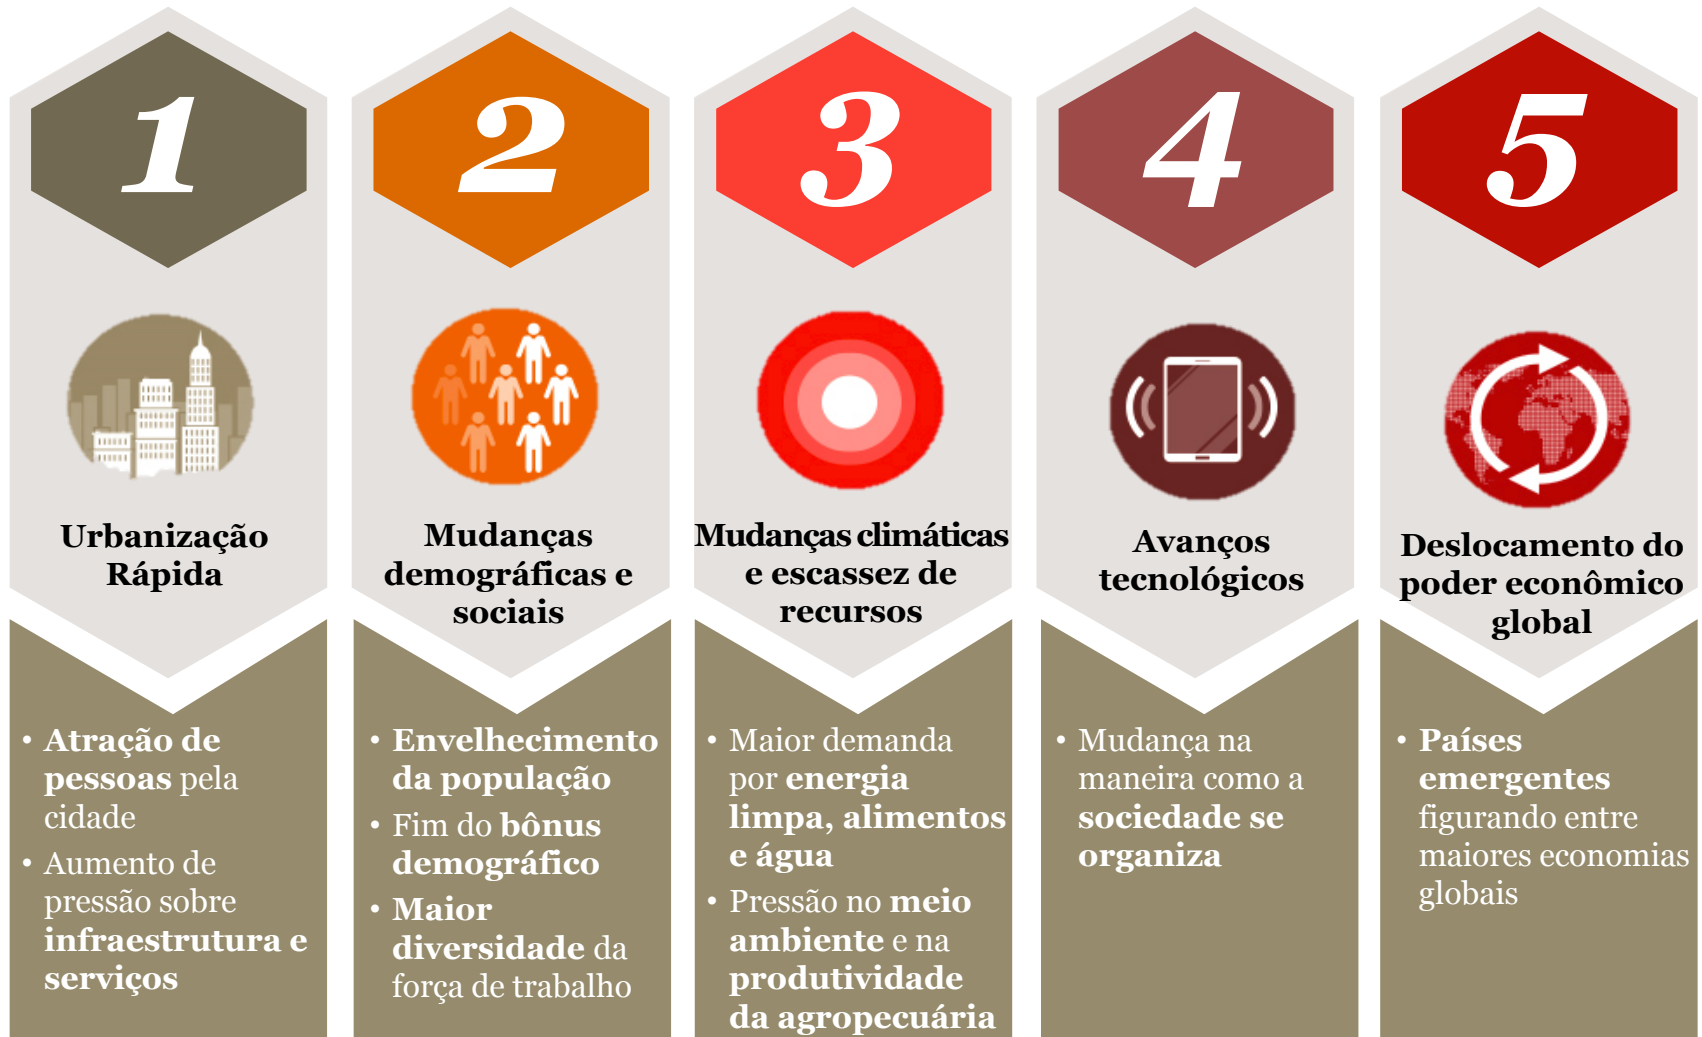 1
Urbanização
Rápida
• Atração de
pessoas pela
cidade
• Aumento de
pressão sobre
infraestrutura e
serviços
2
Mudanças
demográficas e
sociais
• Envelhecimento
da população
• Fim do bônus
demográfico
• Maior
diversidade da
força de trabalho
3
Mudanças climáticas
e escassez de
recursos
• Maior demanda
por energia
limpa, alimentos
e água
• Pressão no meio
ambiente e na
produtividade
da agropecuária
4
Avanços
tecnológicos
• Mudança na
maneira como a
sociedade se
organiza
5
Deslocamento do
poder econômico
global
• Países
emergentes
figurando entre
maiores economias
globais